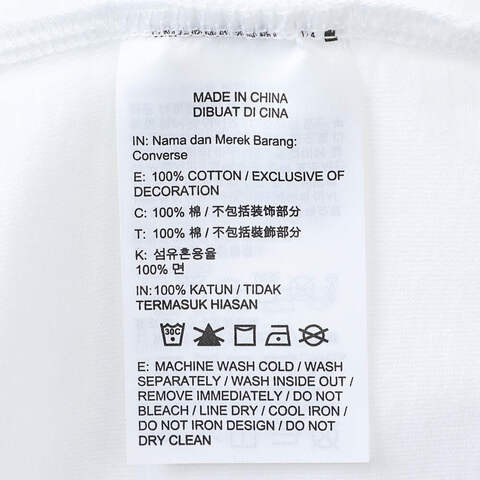 MADE IN CHINA
DIBUAT DI CINA
IN: Nama dan Merek Barang:
Converse
E: 100% COTTON / EXCLUSIVE OF
DECORATION
C: 100% 棉 / 不包括装饰部分
T: 100% 棉 / 不包括裝飾部分
K: 섬유혼용율
100% 면
IN: 100% KATUN / TIDAK
TERMASUK HIASAN
30C
E: MACHINE WASH COLD / WASH
SEPARATELY / WASH INSIDE OUT /
REMOVE IMMEDIATELY / DO NOT
BLEACH / LINE DRY / COOL IRON /
DO NOT IRON DESIGN / DO NOT
DRY CLEAN